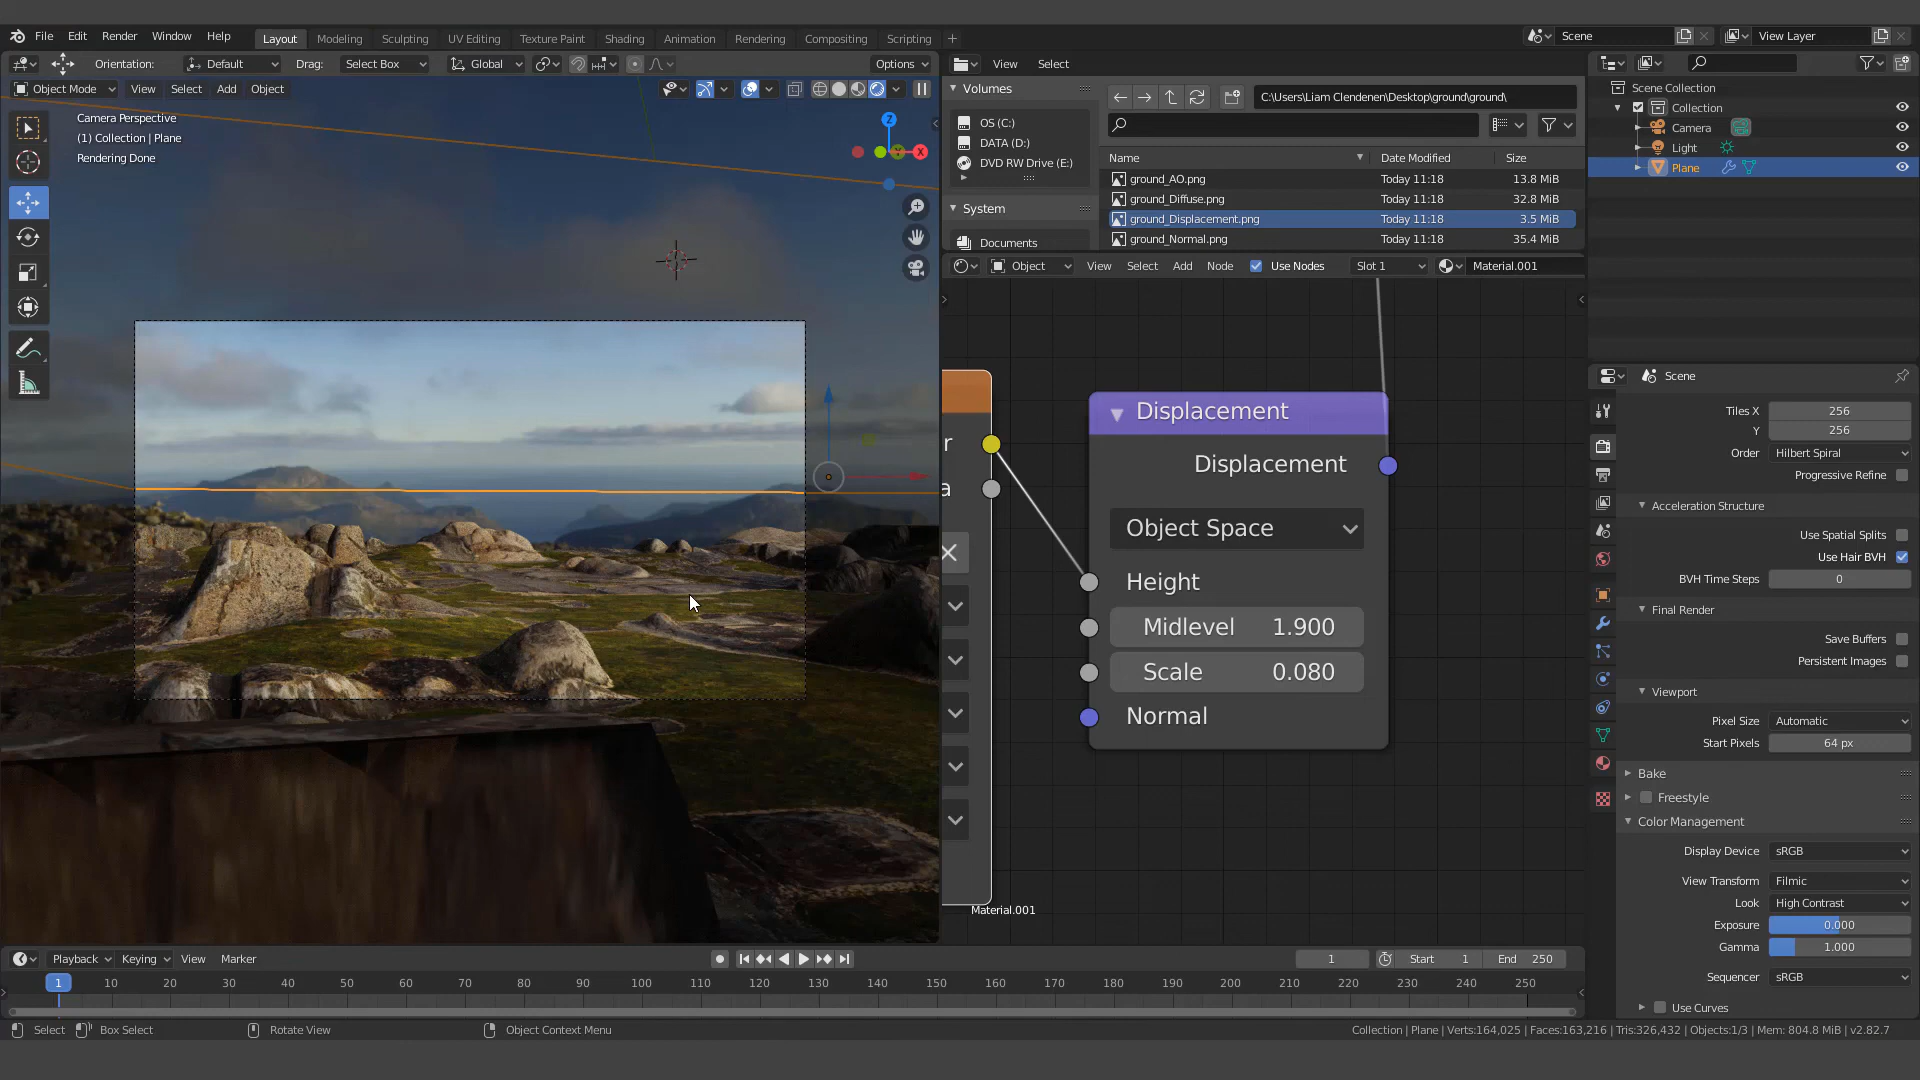 File Edit Render Window Help Layout Modeling Sculpting UV Editing Texture Paint Shading Animation Rendering Compositing Scripting + Scene View Layer
Orientation: Default Drag: Select Box Global Options
Object Mode View Select Add Object
Camera Perspective
(1) Collection | Plane
Rendering Done
Z
X
View Select
Volumes
OS (C:)
DATA (D:)
DVD RW Drive (E:)
System
Documents
C:\Users\Liam Clendenen\Desktop\ground\ground\
Name Date Modified Size
ground_AO.png Today 11:18 13.8 MiB
ground_Diffuse.png Today 11:18 32.8 MiB
ground_Displacement.png Today 11:18 3.5 MiB
ground_Normal.png Today 11:18 35.4 MiB
Object View Select Add Node Use Nodes Slot 1 Material.001
r
a
Displacement
Displacement
Object Space
Height
Midlevel 1.900
Scale 0.080
Normal
Material.001
Scene Collection
Collection
Camera
Light
Plane
Scene
Tiles X 256
Y 256
Order Hilbert Spiral
Progressive Refine
Acceleration Structure
Use Spatial Splits
Use Hair BVH
BVH Time Steps 0
Final Render
Save Buffers
Persistent Images
Viewport
Pixel Size Automatic
Start Pixels 64 px
Bake
Freestyle
Color Management
Display Device sRGB
View Transform Filmic
Look High Contrast
Exposure 0.000
Gamma 1.000
Sequencer sRGB
Use Curves
Playback Keying View Marker 1 Start 1 End 250
1 10 20 30 40 50 60 70 80 90 100 110 120 130 140 150 160 170 180 190 200 210 220 230 240 250
Select Box Select Rotate View Object Context Menu Collection | Plane | Verts:164,025 | Faces:163,216 | Tris:326,432 | Objects:1/3 | Mem: 804.8 MiB | v2.82.7